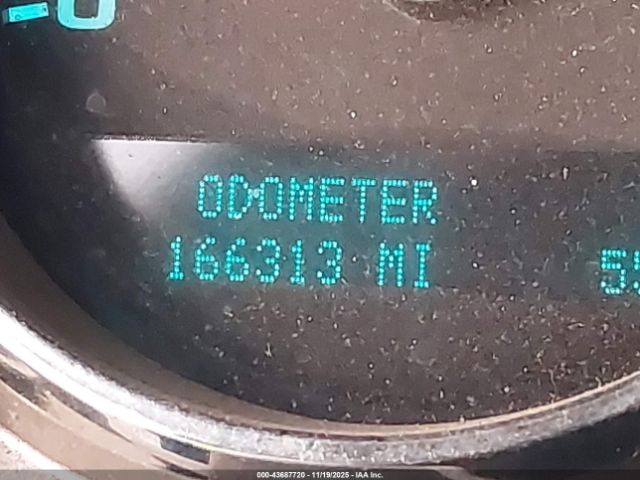 ODOMETER
166313 MI
000-43687720 - 11/19/2025 - IAA Inc.